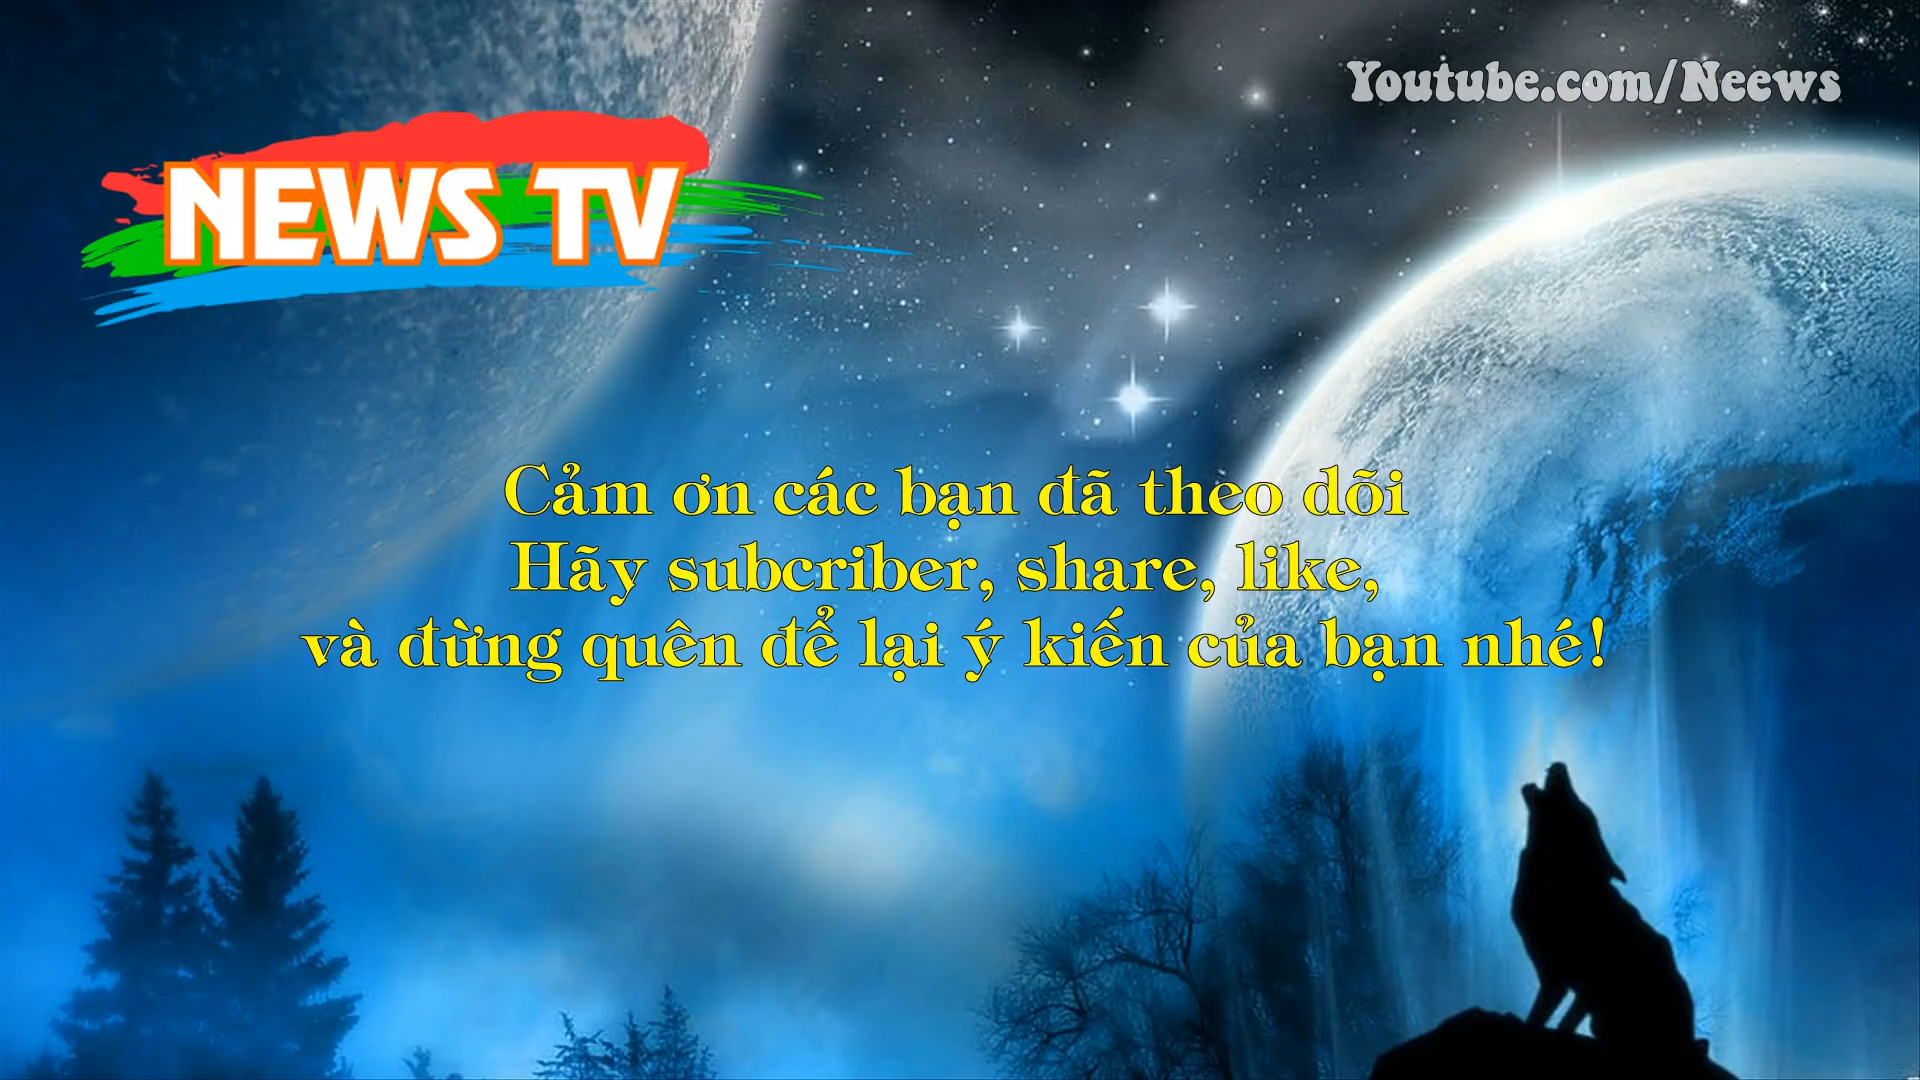 Youtube.com/Neews
NEWS TV
Cảm ơn các bạn đã theo dõi
Hãy subcriber, share, like,
và đừng quên để lại ý kiến của bạn nhé!